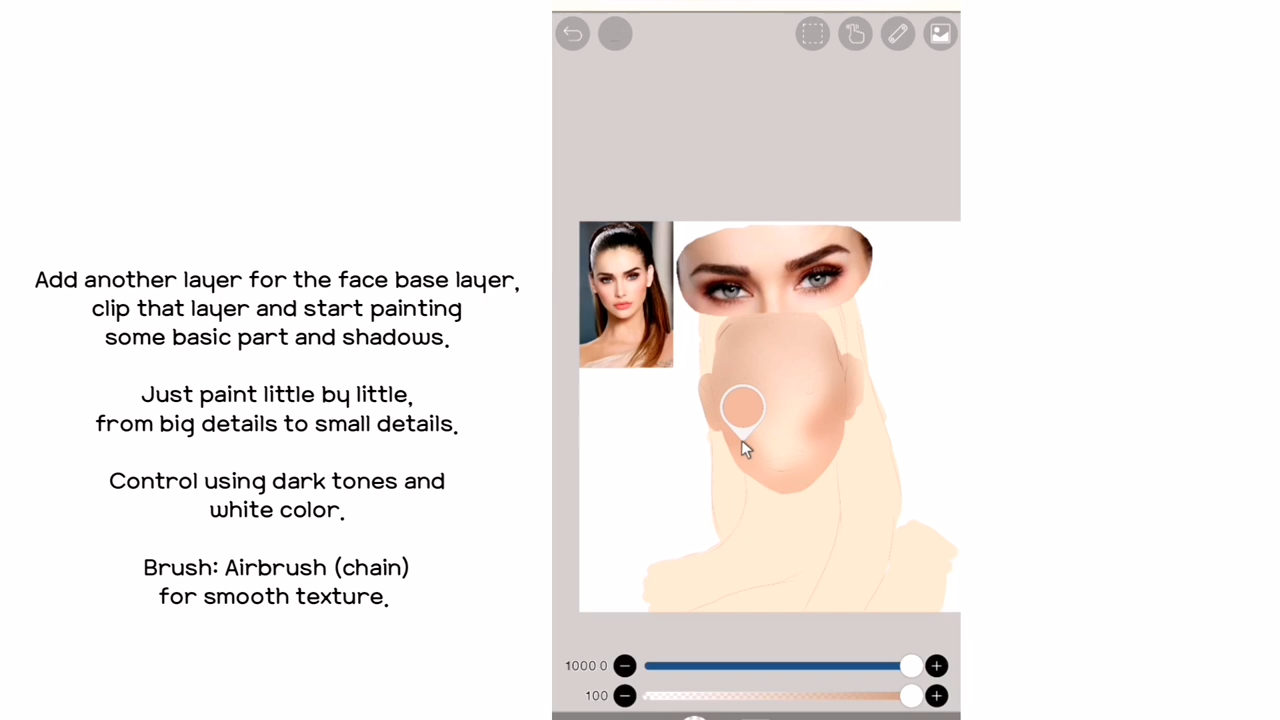 Add another layer for the face base layer,
clip that layer and start painting
some basic part and shadows.
Just paint little by little,
from big details to small details.
Control using dark tones and
white color.
Brush: Airbrush (chain)
for smooth texture.
1000.0
100